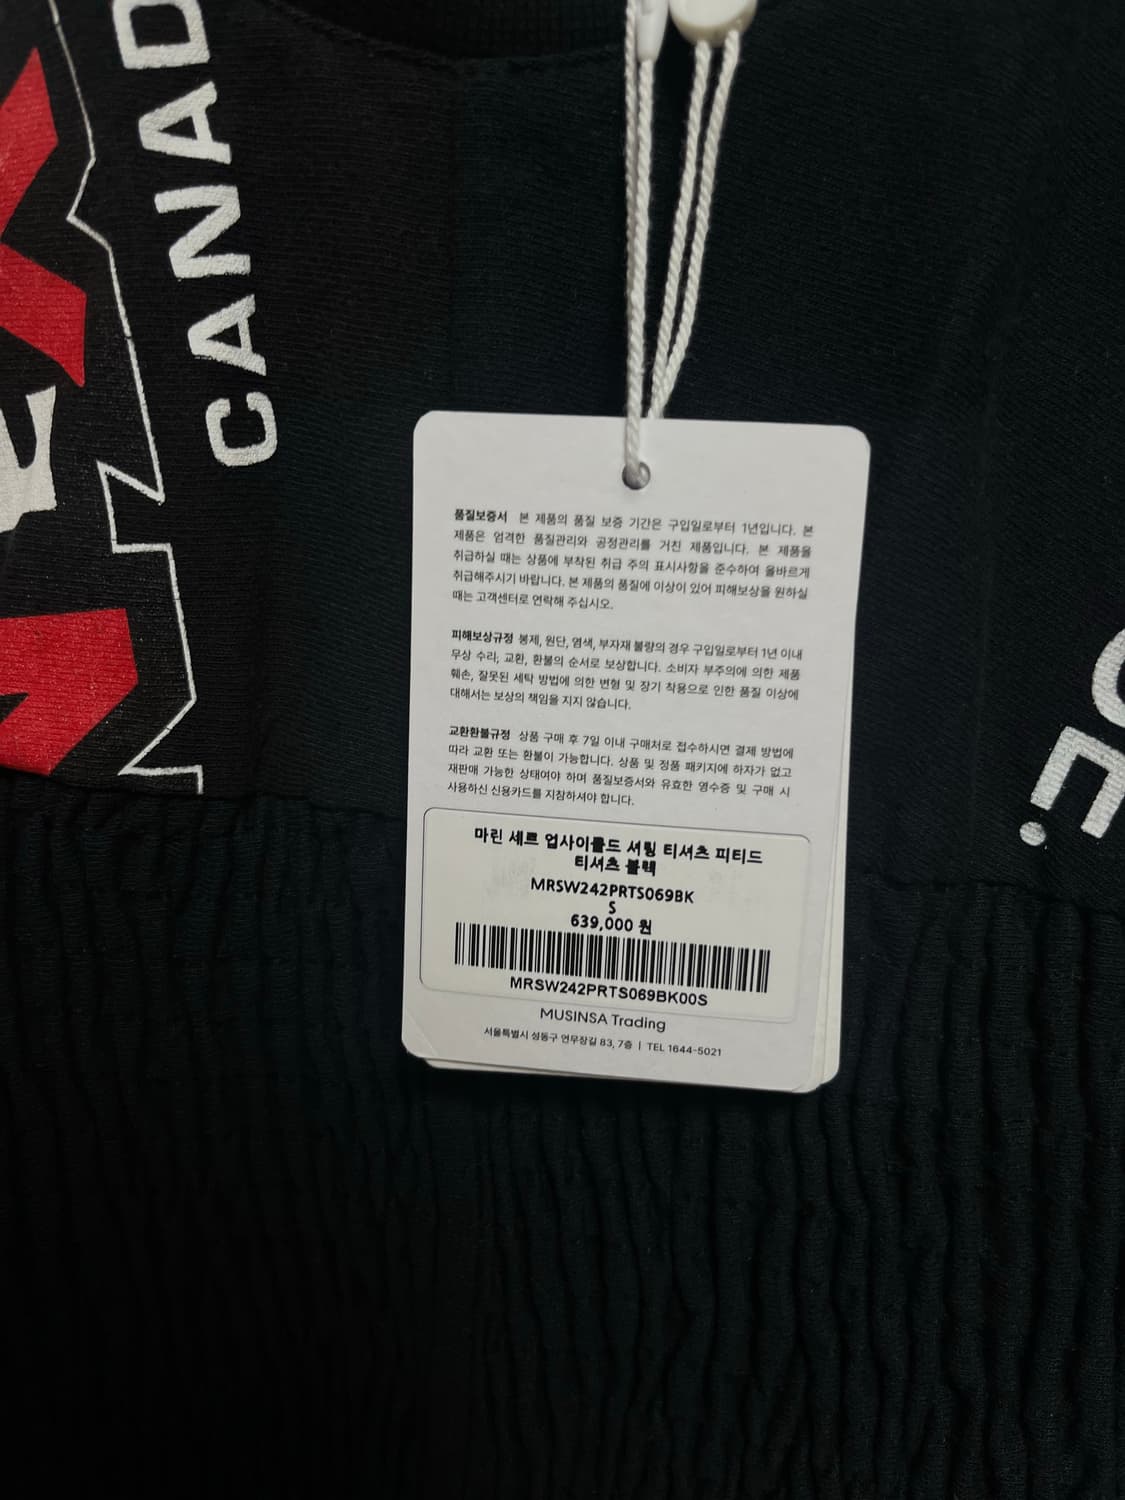 CANAD
품질보증서 본 제품의 품질 보증 기간은 구입일로부터 1년입니다. 본
제품은 엄격한 품질관리와 공정관리를 거친 제품입니다. 본 제품을
취급하실 때는 상품에 부착된 취급 주의 표시사항을 준수하여 올바르게
취급해주시기 바랍니다. 본 제품의 품질에 이상이 있어 피해보상을 원하실
때는 고객센터로 연락해 주십시오.
피해보상규정 봉제, 원단, 염색, 부자재 불량의 경우 구입일로부터 1년 이내
무상 수리, 교환, 환불의 순서로 보상합니다. 소비자 부주의에 의한 제품
훼손, 잘못된 세탁 방법에 의한 변형 및 장기 착용으로 인한 품질 이상에
대해서는 보상의 책임을 지지 않습니다.
교환환불규정 상품 구매 후 7일 이내 구매처로 접수하시면 결제 방법에
따라 교환 또는 환불이 가능합니다. 상품 및 정품 패키지에 하자가 없고
재판매 가능한 상태여야 하며 품질보증서와 유효한 영수증 및 구매 시
사용하신 신용카드를 지참하셔야 합니다.
마린 세르 업사이클드 셔링 티셔츠 피티드
티셔츠 블랙
MRSW242PRTS069BK
S
639,000 원
MRSW242PRTS069BK00S
MUSINSA Trading
서울특별시 성동구 연무장길 83, 7층 | TEL 1644-5021